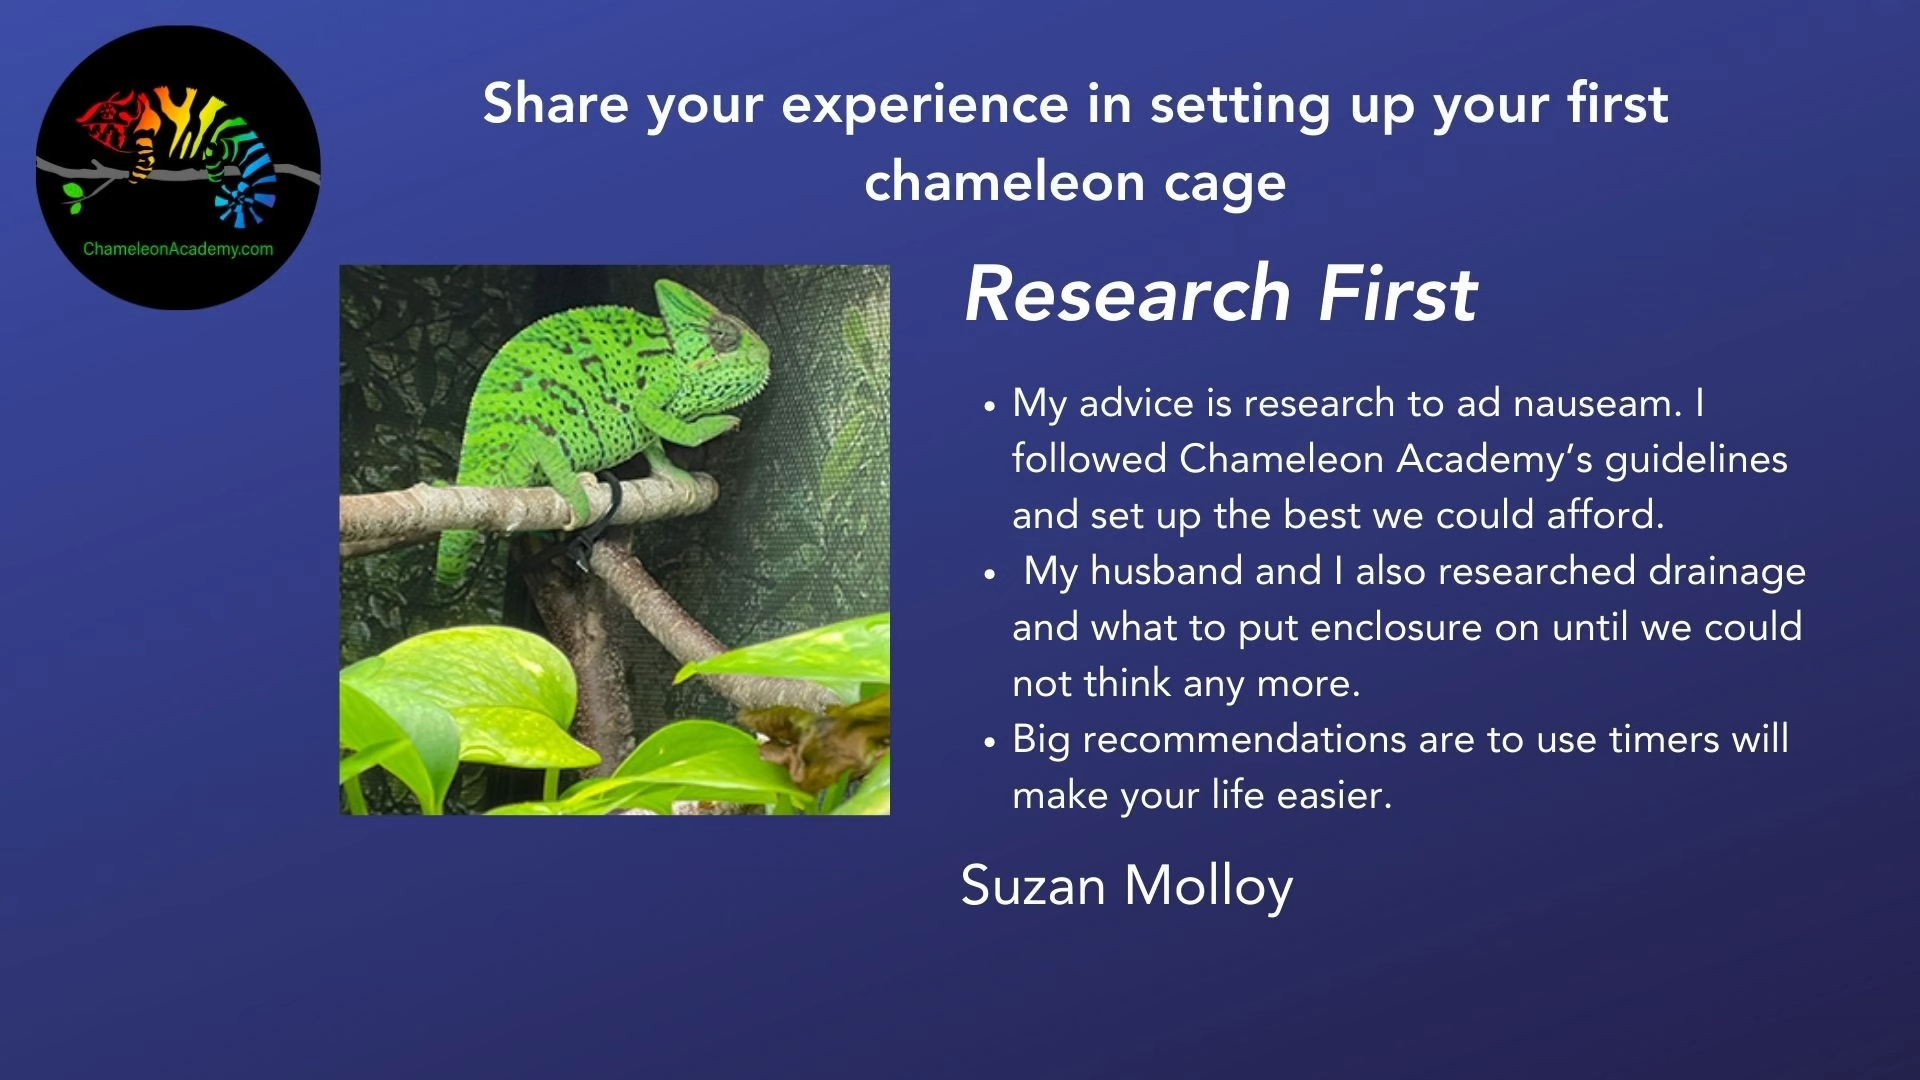 ChameleonAcademy.com
Share your experience in setting up your first
chameleon cage
Research First
• My advice is research to ad nauseam. I
followed Chameleon Academy’s guidelines
and set up the best we could afford.
• My husband and I also researched drainage
and what to put enclosure on until we could
not think any more.
• Big recommendations are to use timers will
make your life easier.
Suzan Molloy